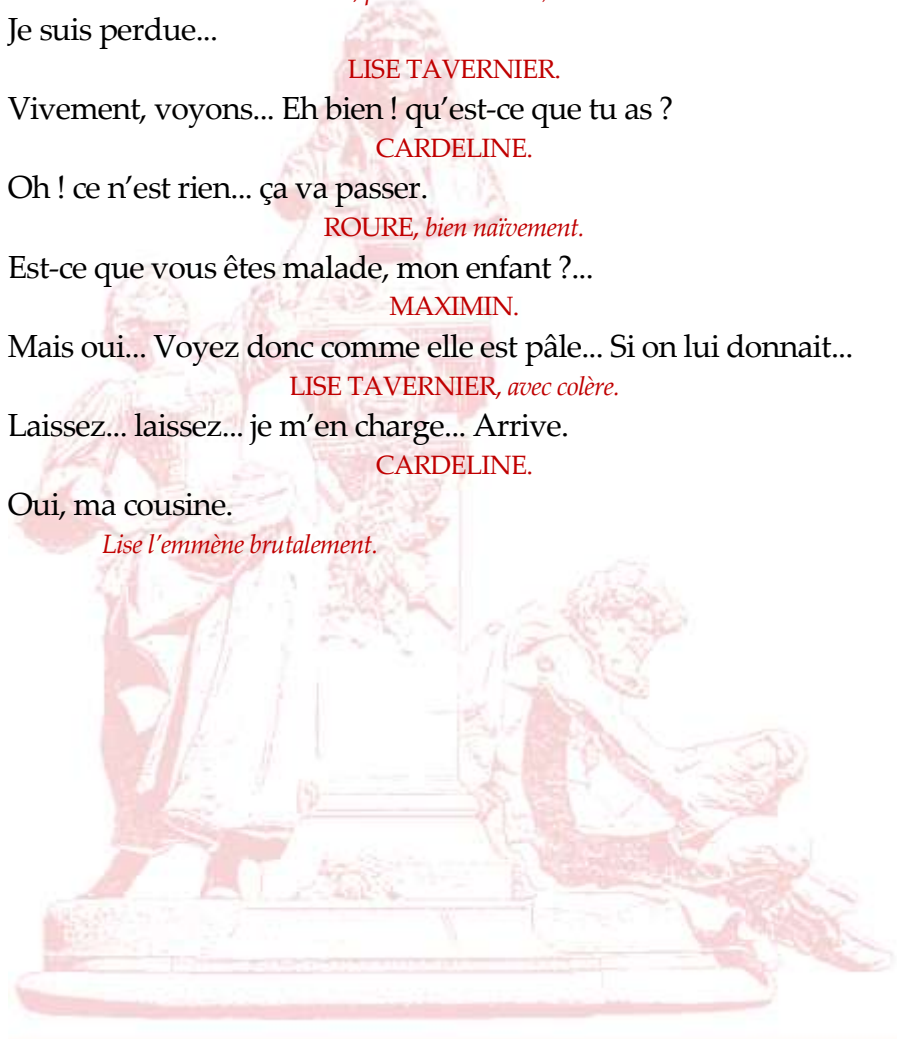 Je suis perdue...
LISE TAVERNIER.
Vivement, voyons... Eh bien ! qu’est-ce que tu as ?
CARDELINE.
Oh ! ce n’est rien... ça va passer.
ROURE, bien naïvement.
Est-ce que vous êtes malade, mon enfant ?...
MAXIMIN.
Mais oui... Voyez donc comme elle est pâle... Si on lui donnait...
LISE TAVERNIER, avec colère.
Laissez... laissez... je m’en charge... Arrive.
CARDELINE.
Oui, ma cousine.
Lise l’emmène brutalement.